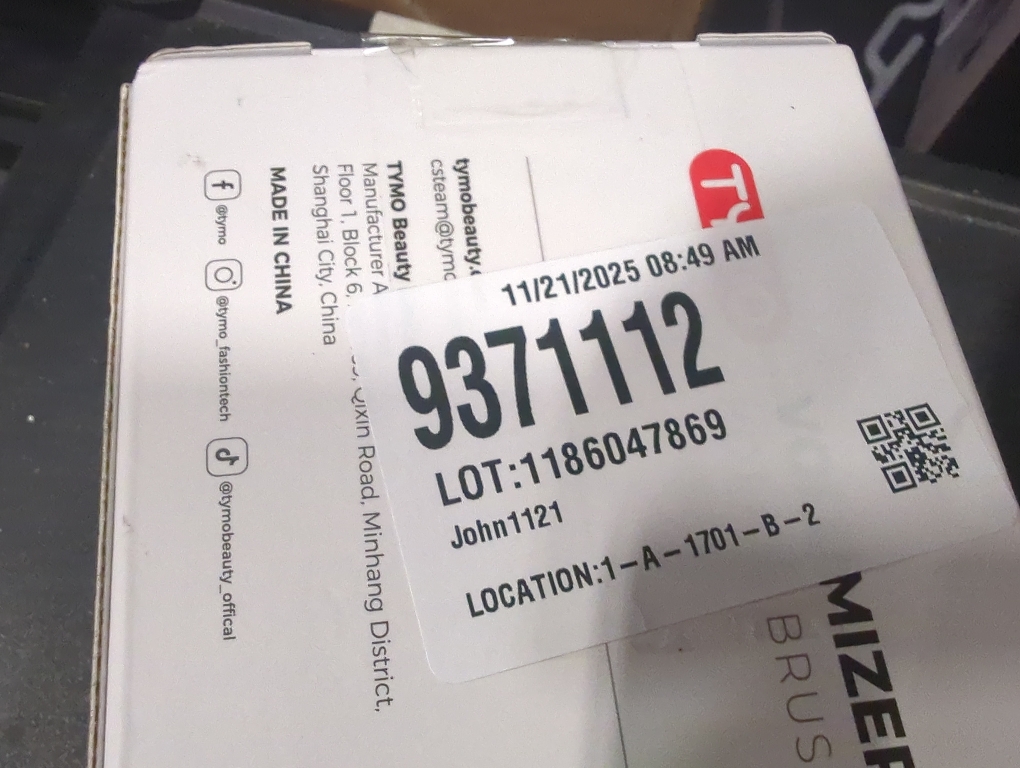 11/21/2025 08:49 AM
9371112
LOT:1186047869
John1121
LOCATION:1-A-1701-B-2
TY
MIZER
BRUS
tymobeauty.c
csteam@tymo
TYMO Beauty
Manufacturer A
Floor 1, Block 6, Qixin Road, Minhang District,
Shanghai City, China
MADE IN CHINA
@tymo @tymo_fashiontech @tymobeauty_offical